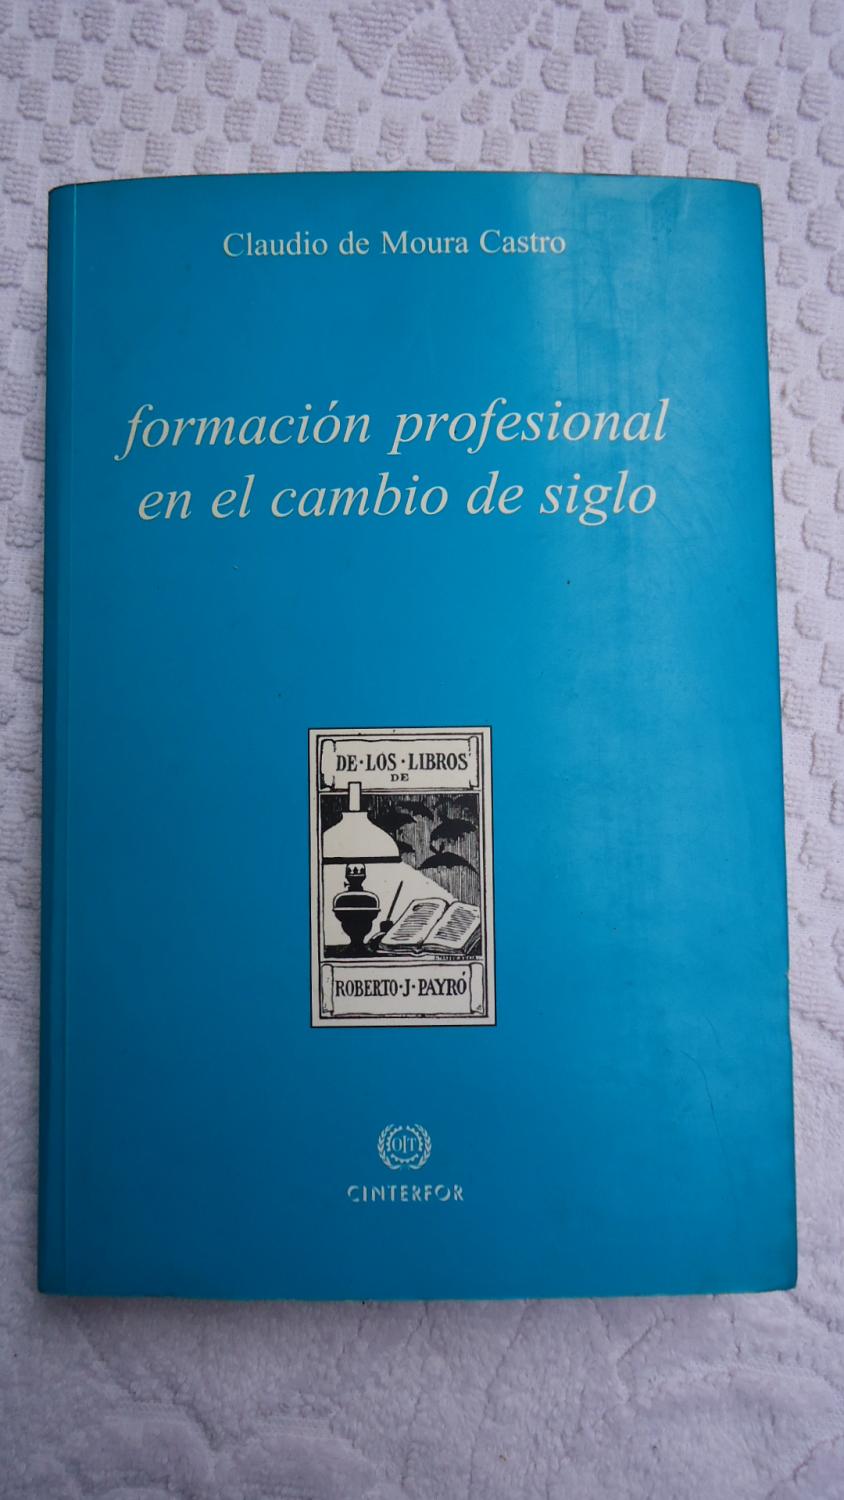 Claudio de Moura Castro
formación profesional
en el cambio de siglo
DE·LOS·LIBROS
DE
ROBERTO·J·PAYRÓ
OIT
CINTERFOR